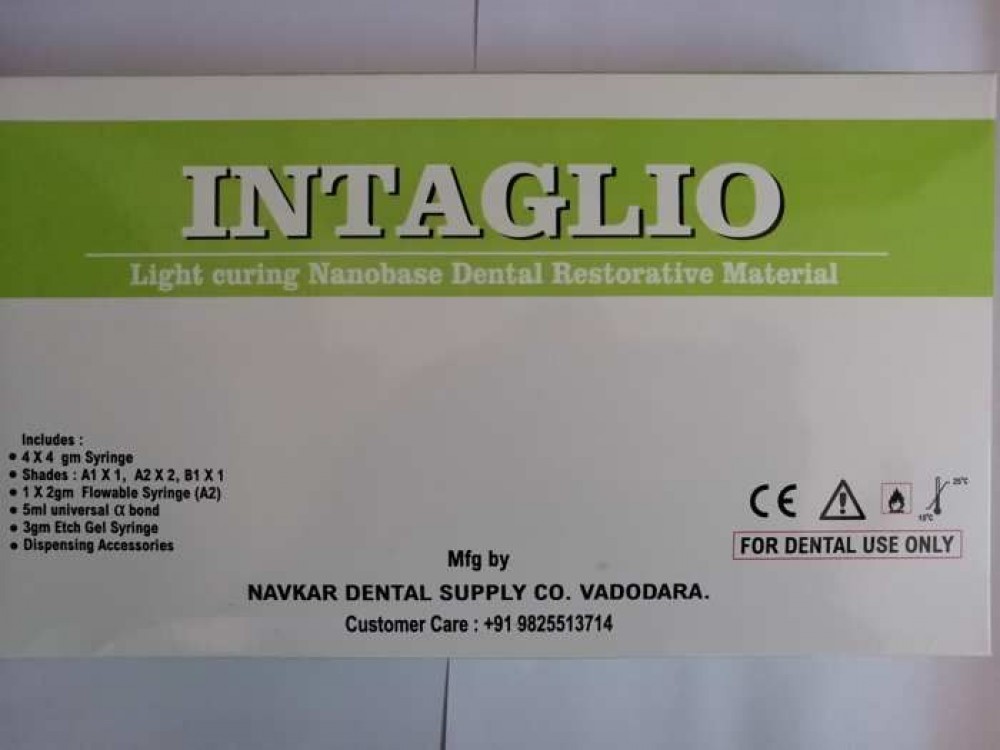 INTAGLIO
Light curing Nanobase Dental Restorative Material
Includes :
• 4 X 4 gm Syringe
• Shades : A1 X 1, A2 X 2, B1 X 1
• 1 X 2gm Flowable Syringe (A2)
• 5ml universal α bond
• 3gm Etch Gel Syringe
• Dispensing Accessories
CE
25°C
15°C
FOR DENTAL USE ONLY
Mfg by
NAVKAR DENTAL SUPPLY CO. VADODARA.
Customer Care : +91 9825513714